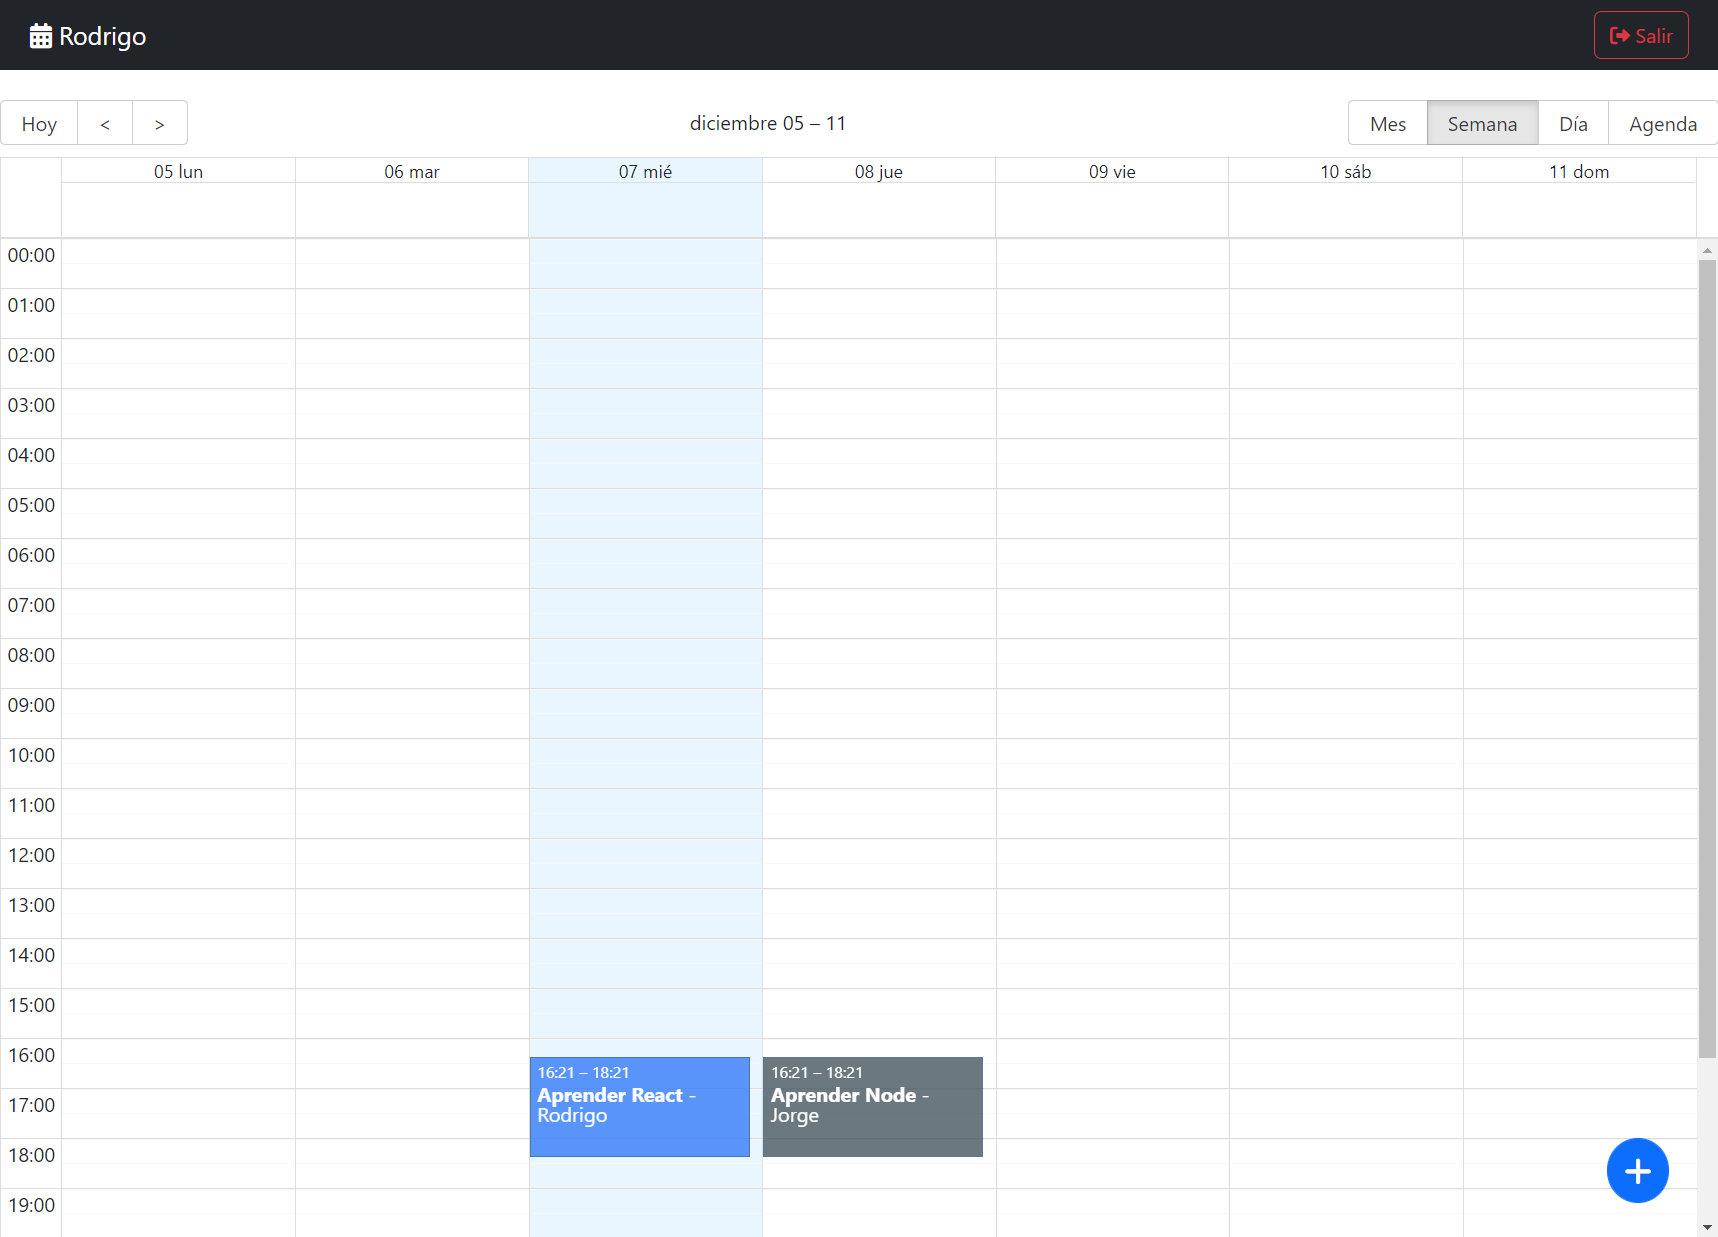 Rodrigo
Salir
Hoy < >
diciembre 05 – 11
Mes Semana Día Agenda
05 lun 06 mar 07 mié 08 jue 09 vie 10 sáb 11 dom
00:00
01:00
02:00
03:00
04:00
05:00
06:00
07:00
08:00
09:00
10:00
11:00
12:00
13:00
14:00
15:00
16:00
16:21 – 18:21
Aprender React -
Rodrigo
16:21 – 18:21
Aprender Node -
Jorge
17:00
18:00
19:00